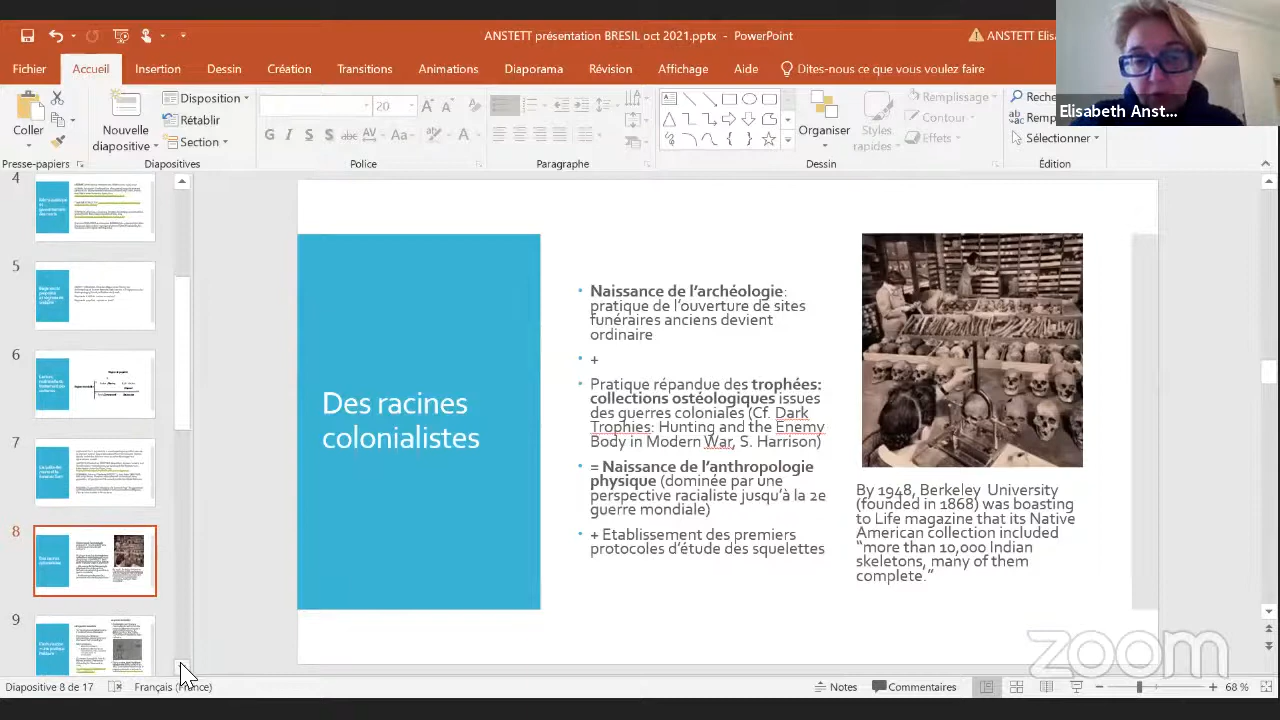 ANSTETT présentation BRESIL oct 2021.pptx - PowerPoint
ANSTETT Elis
Fichier Accueil Insertion Dessin Création Transitions Animations Diaporama Révision Affichage Aide Dites-nous ce que vous voulez faire
Elisabeth Anst...
Coller
Nouvelle diapositive
Disposition
Rétablir
Section
20
G I S S abc AV Aa A
Organiser
Styles rapides
Remplissage
Contour
Effets
Reche
Remp
Sélectionner
Presse-papiers Diapositives Police Paragraphe Dessin Édition
4
5
6
7
8
9
Des racines
colonialistes
Naissance de l'archéologie:
pratique de l'ouverture de sites
funéraires anciens devient
ordinaire
+
Pratique répandue des trophées:
collections ostéologiques issues
des guerres coloniales (Cf. Dark
Trophies: Hunting and the Enemy
Body in Modern War, S. Harrison)
= Naissance de l'anthropologie
physique (dominée par une
perspective racialiste jusqu'à la 2e
guerre mondiale)
+ Etablissement des premiers
protocoles d'étude des squelettes
By 1948, Berkeley University
(founded in 1868) was boasting
to Life magazine that its Native
American collection included
“more than 10,000 Indian
skeletons, many of them
complete.”
zoom
Diapositive 8 de 17 Français (France) Notes Commentaires 68 %